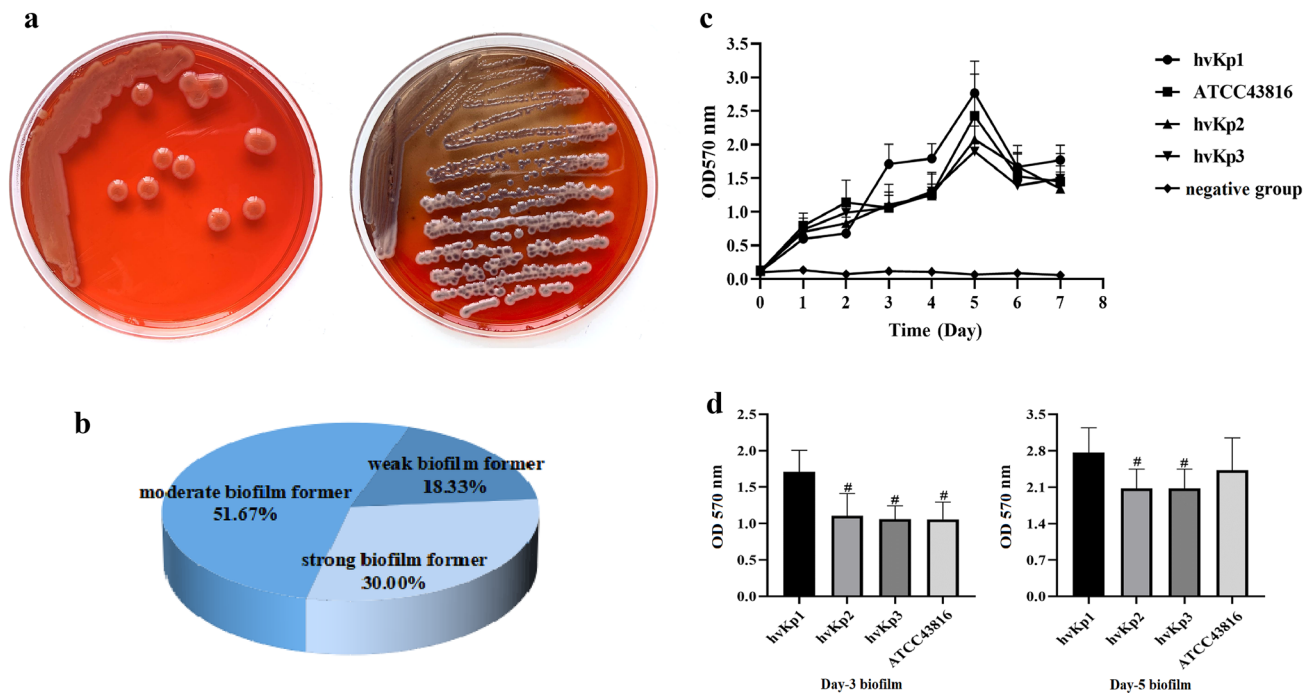 a
b
weak biofilm former
18.33%
moderate biofilm former
51.67%
strong biofilm former
30.00%
c
3.5
3.0
2.5
2.0
1.5
1.0
0.5
0.0
OD570 nm
0 1 2 3 4 5 6 7 8
Time (Day)
hvKp1
ATCC43816
hvKp2
hvKp3
negative group
d
2.5
2.0
1.5
1.0
0.5
0.0
OD 570 nm
# # #
hvKp1 hvKp2 hvKp3 ATCC43816
Day-3 biofilm
3.5
2.8
2.1
1.4
0.7
0.0
OD 570 nm
# #
hvKp1 hvKp2 hvKp3 ATCC43816
Day-5 biofilm